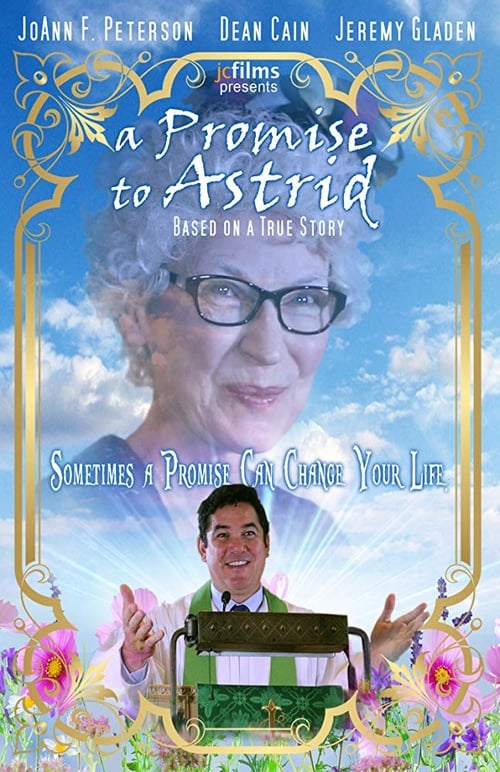 JoAnn F. Peterson Dean Cain Jeremy Gladen
jcfilms
presents
a Promise
to Astrid
Based on a True Story
Sometimes a Promise Can Change Your Life.